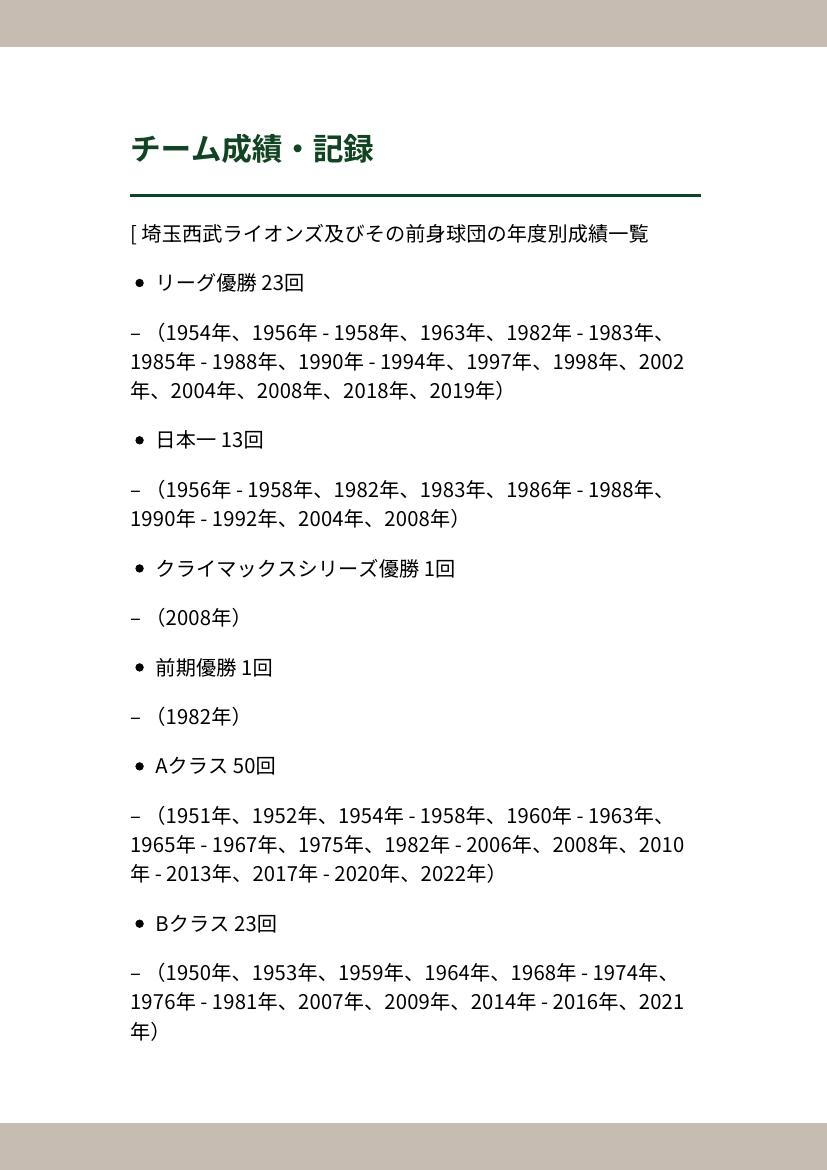 チーム成績・記録
[ 埼玉西武ライオンズ及びその前身球団の年度別成績一覧
● リーグ優勝 23回
– （1954年、1956年 - 1958年、1963年、1982年 - 1983年、
1985年 - 1988年、1990年 - 1994年、1997年、1998年、2002
年、2004年、2008年、2018年、2019年）
● 日本一 13回
– （1956年 - 1958年、1982年、1983年、1986年 - 1988年、
1990年 - 1992年、2004年、2008年）
● クライマックスシリーズ優勝 1回
– （2008年）
● 前期優勝 1回
– （1982年）
● Aクラス 50回
– （1951年、1952年、1954年 - 1958年、1960年 - 1963年、
1965年 - 1967年、1975年、1982年 - 2006年、2008年、2010
年 - 2013年、2017年 - 2020年、2022年）
● Bクラス 23回
– （1950年、1953年、1959年、1964年、1968年 - 1974年、
1976年 - 1981年、2007年、2009年、2014年 - 2016年、2021
年）